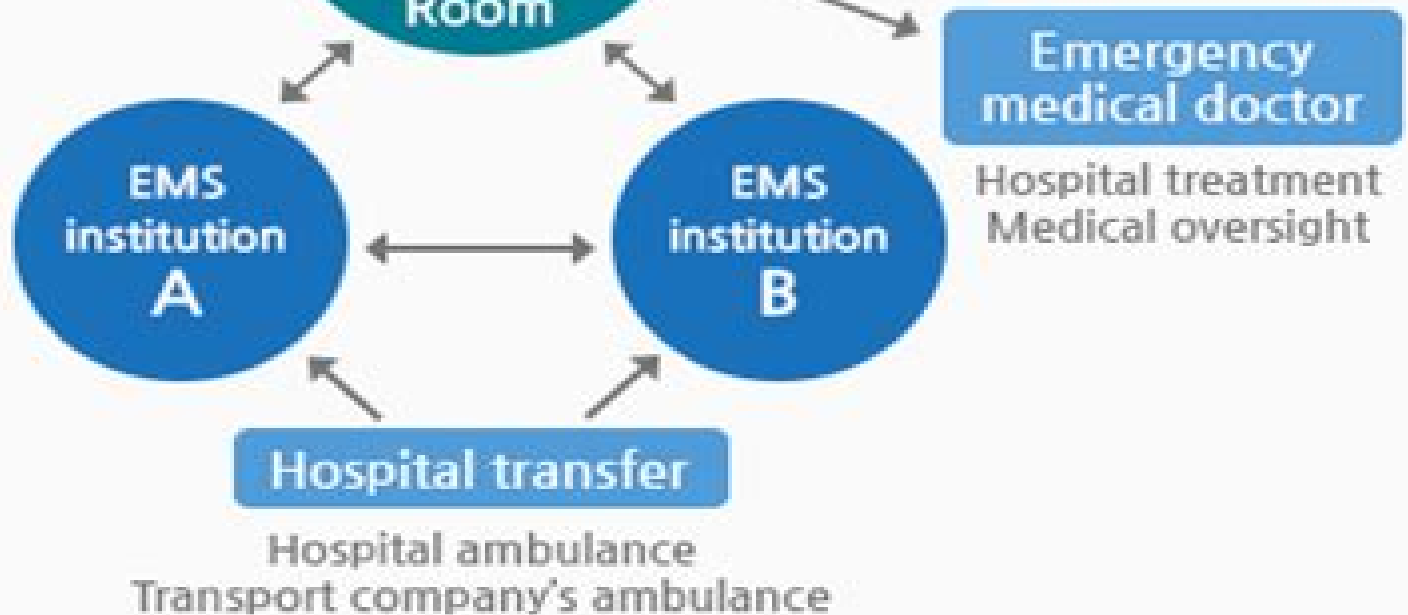 Room
Emergency
medical doctor
Hospital treatment
Medical oversight
EMS
institution
A
EMS
institution
B
Hospital transfer
Hospital ambulance
Transport company's ambulance